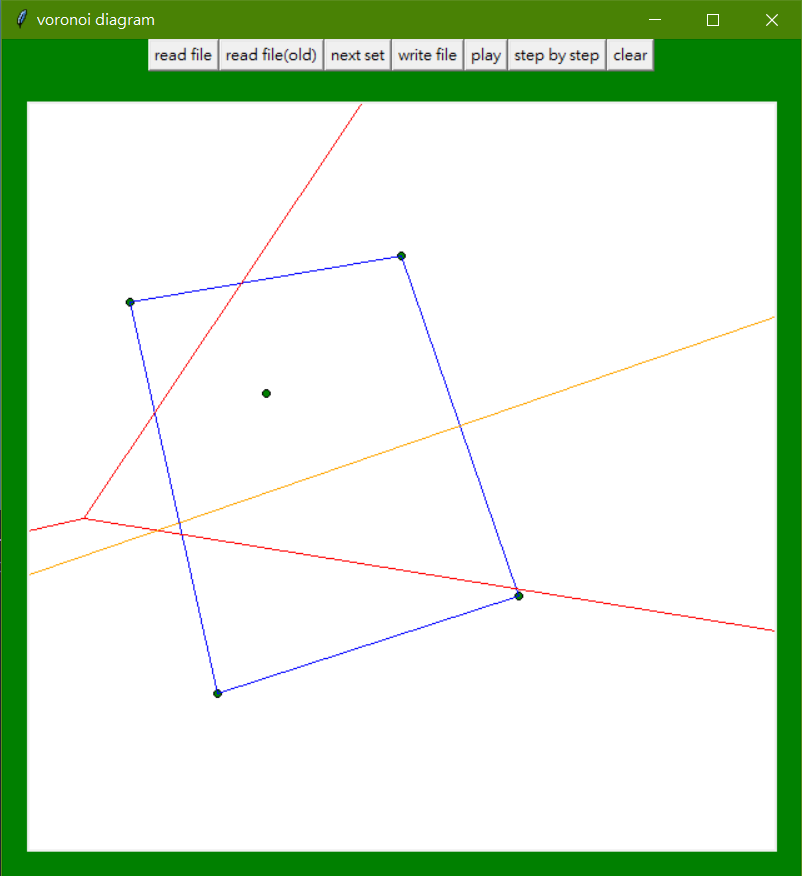 voronoi diagram
read file read file(old) next set write file play step by step clear